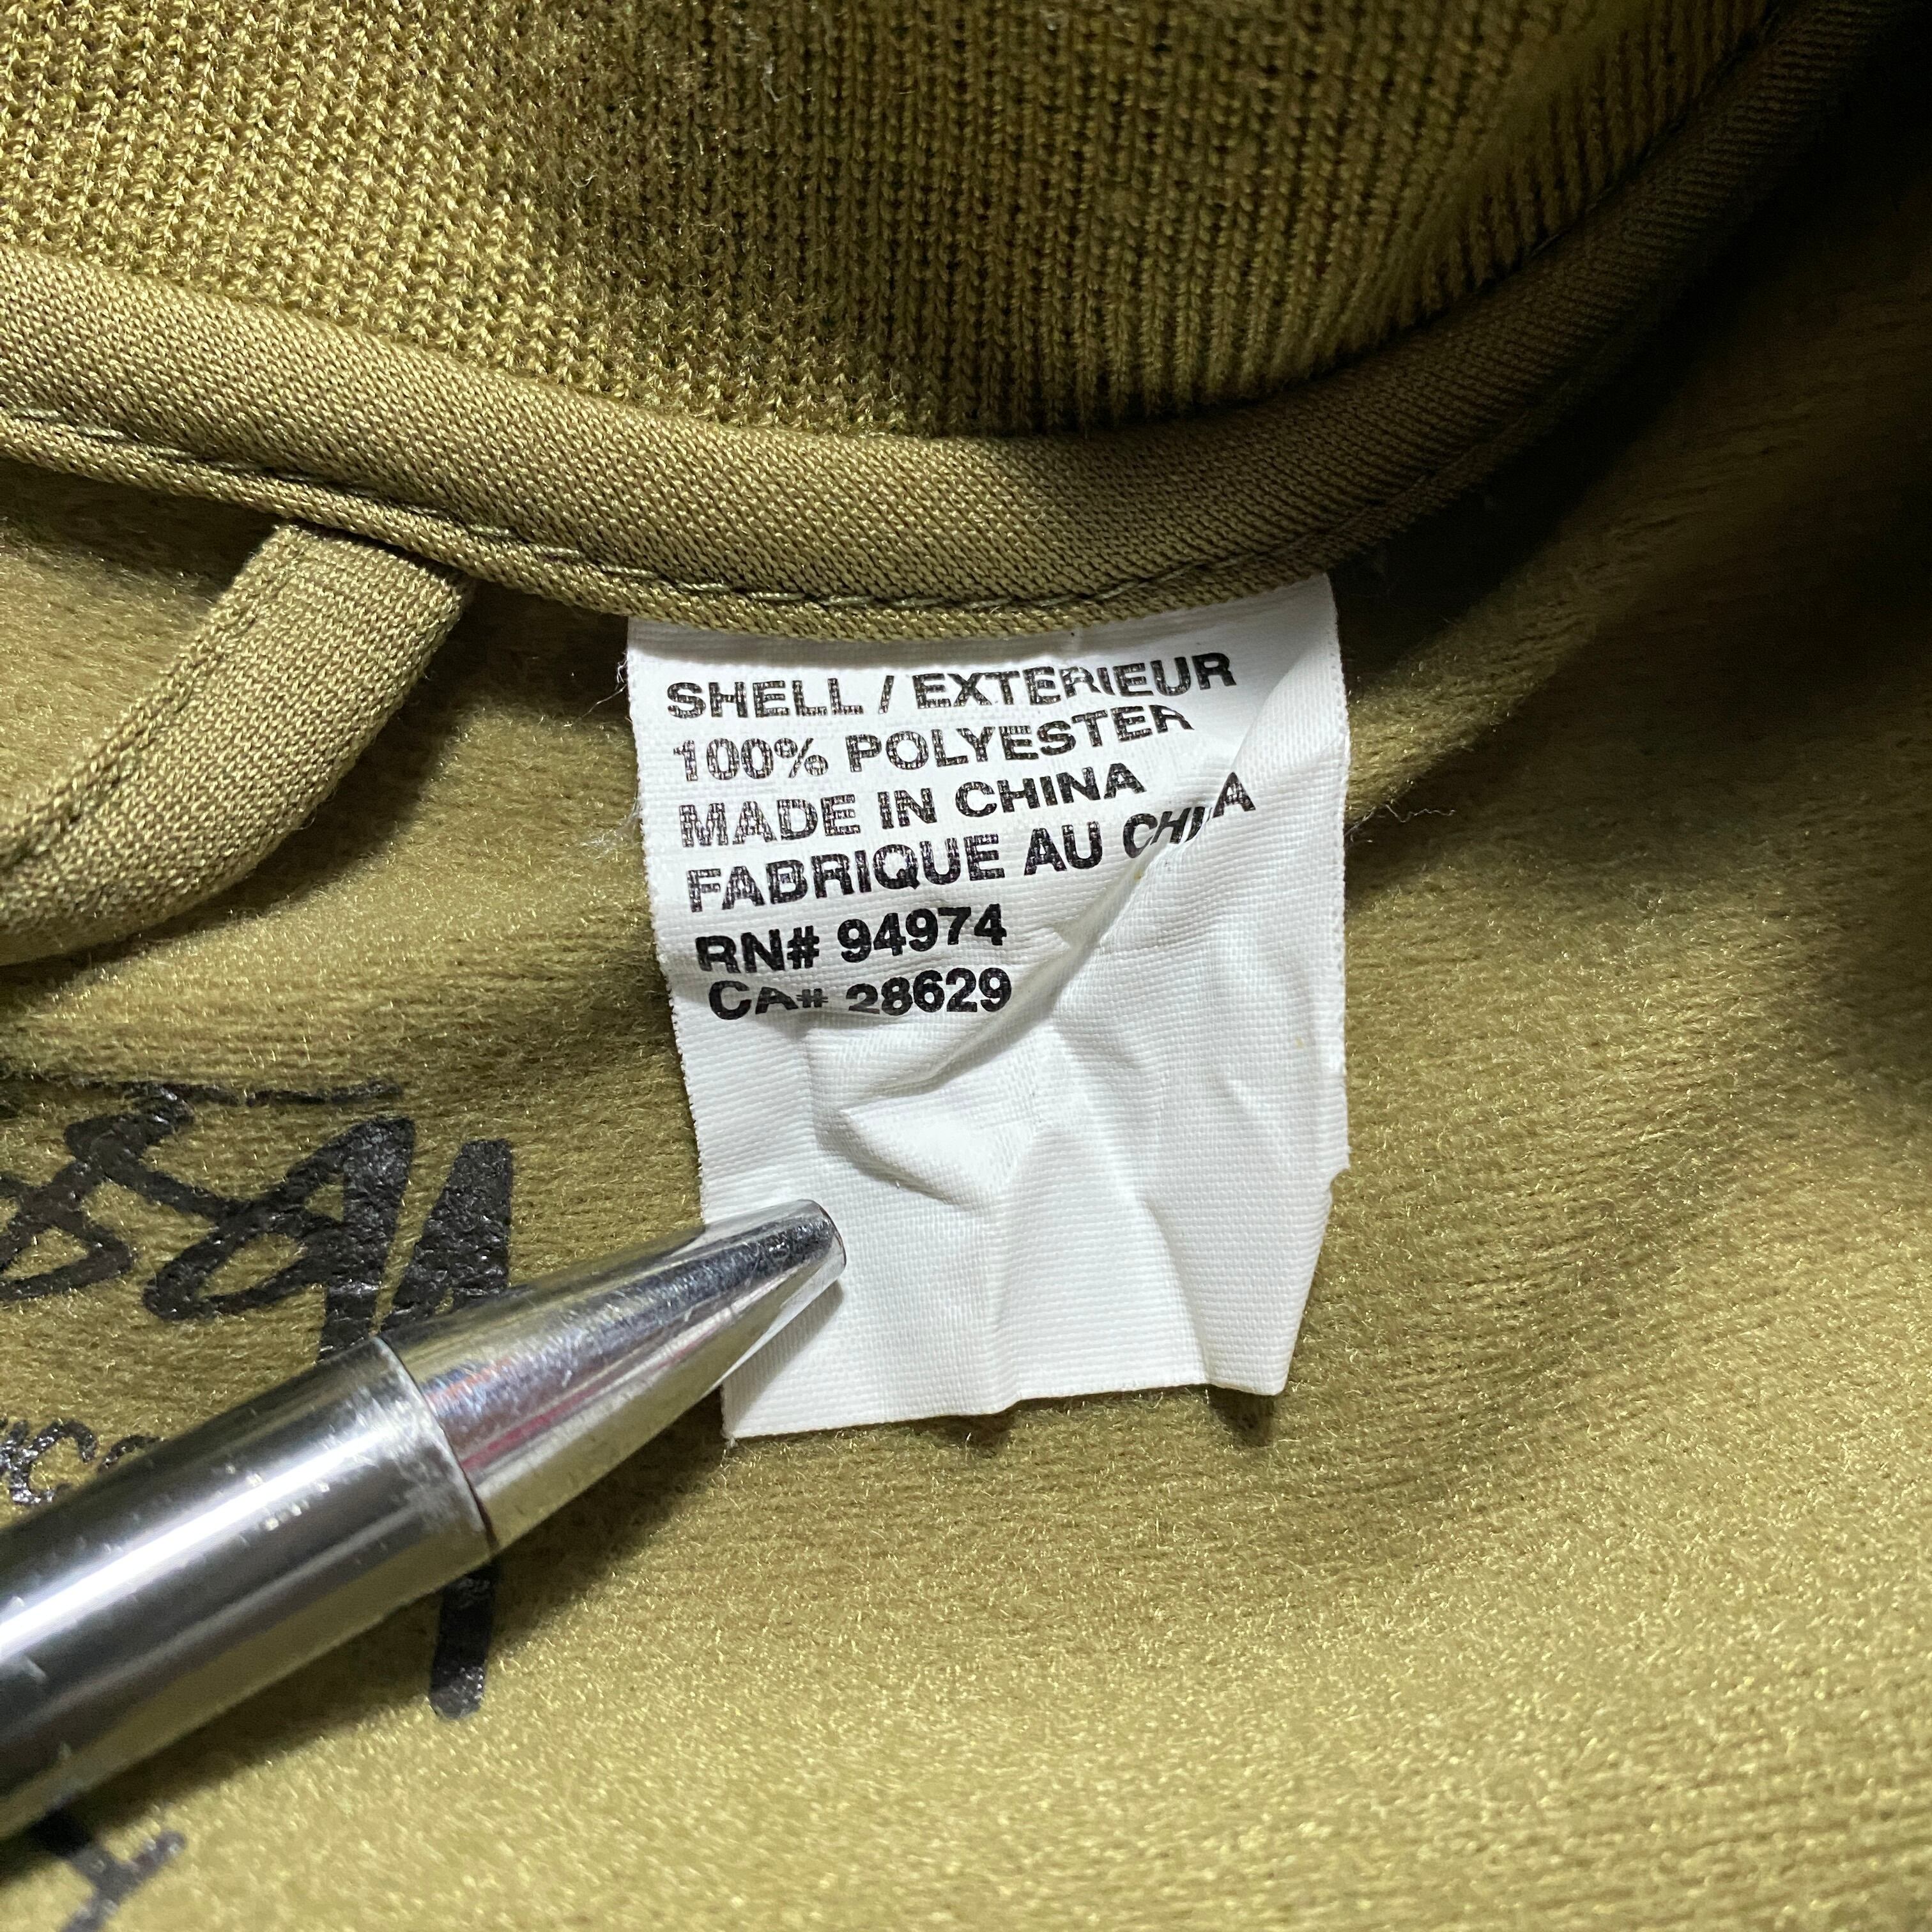 SHELL / EXTERIEUR
100% POLYESTER
MADE IN CHINA
FABRIQUE AU CHINA
RN# 94974
CA# 28629